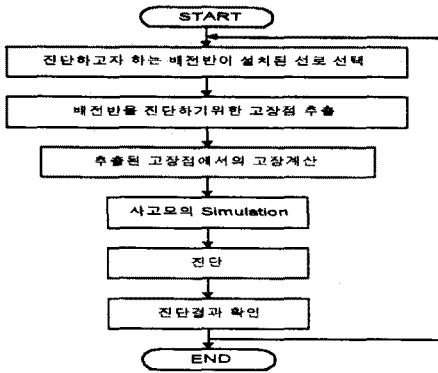 START
진단하고자 하는 배전반이 설치된 선로 선택
배전반을 진단하기위한 고장점 추출
추출된 고장점에서의 고장계산
사고모의 Simulation
진단
진단결과 확인
END